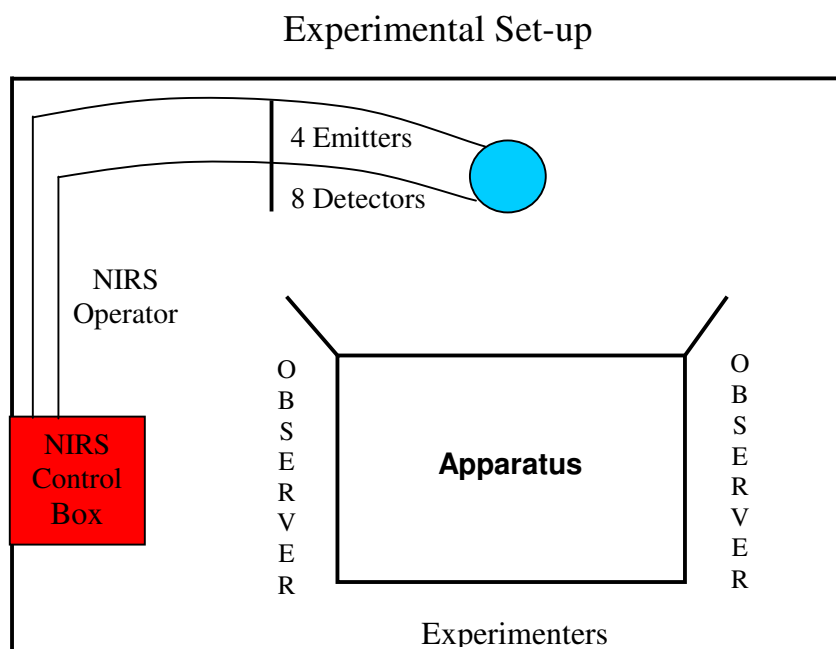 Experimental Set-up
4 Emitters
8 Detectors
NIRS
Operator
OBSERVER
OBSERVER
NIRS
Control
Box
Apparatus
Experimenters